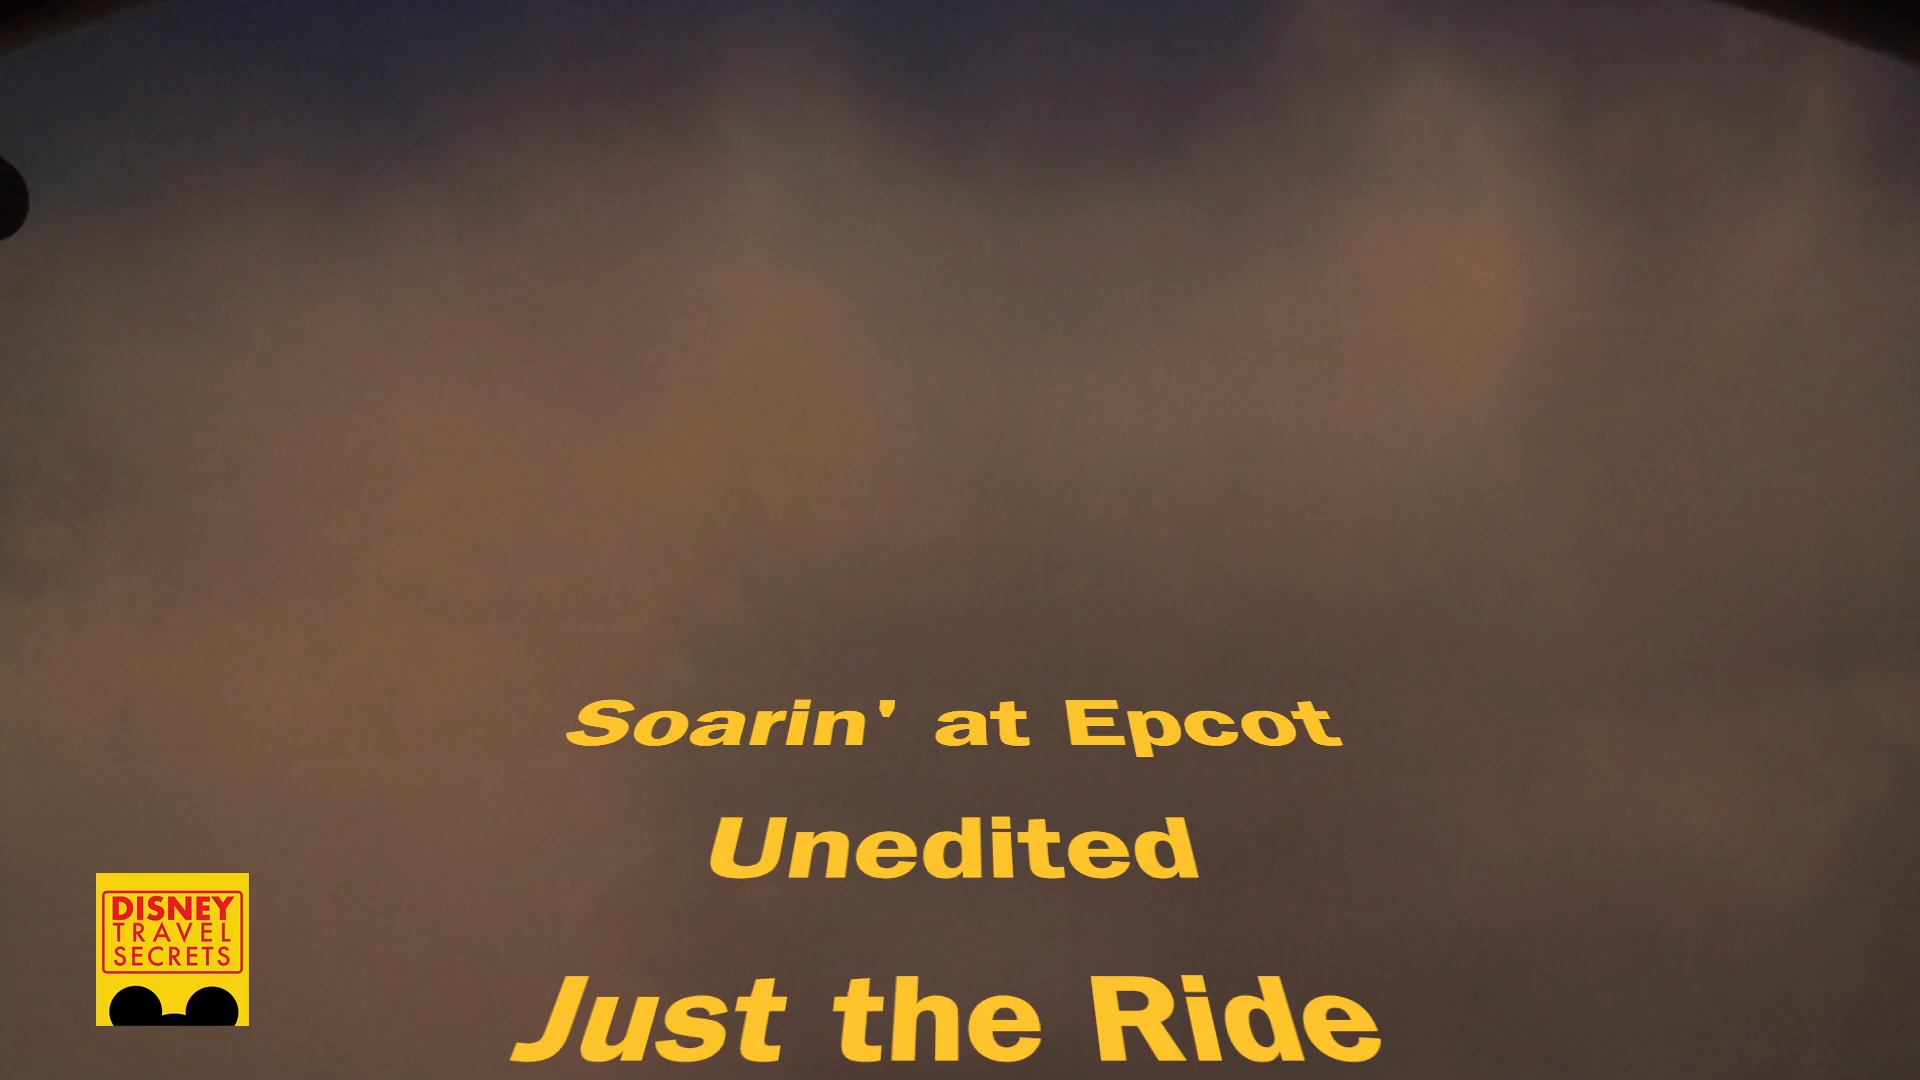 Soarin' at Epcot
Unedited
Just the Ride
DISNEY
TRAVEL
SECRETS